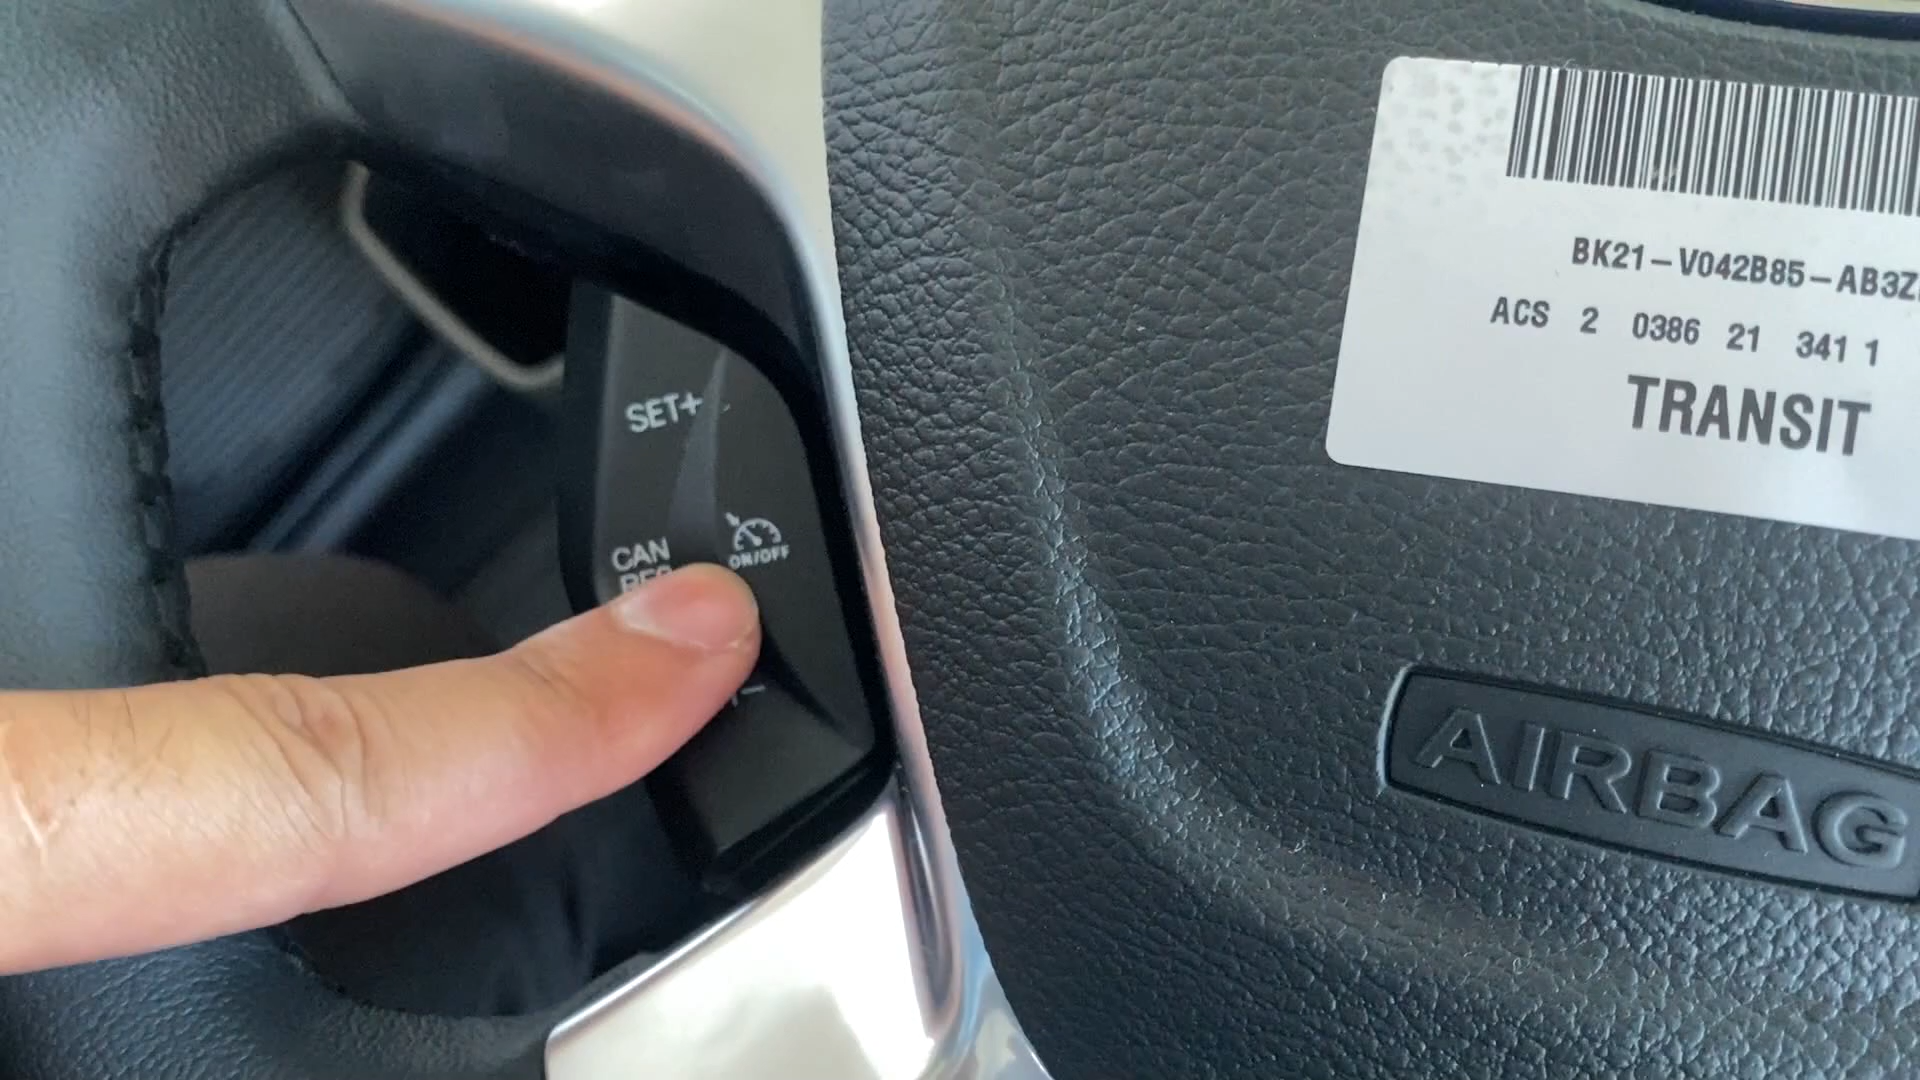 SET+
CAN
ON/OFF
BK21-V042B85-AB3Z
ACS 2 0386 21 341 1
TRANSIT
AIRBAG